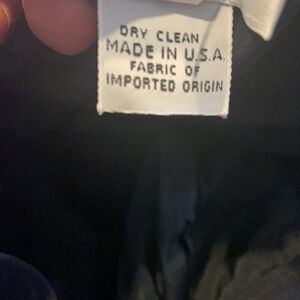 DRY CLEAN
MADE IN U.S.A.
FABRIC OF
IMPORTED ORIGIN